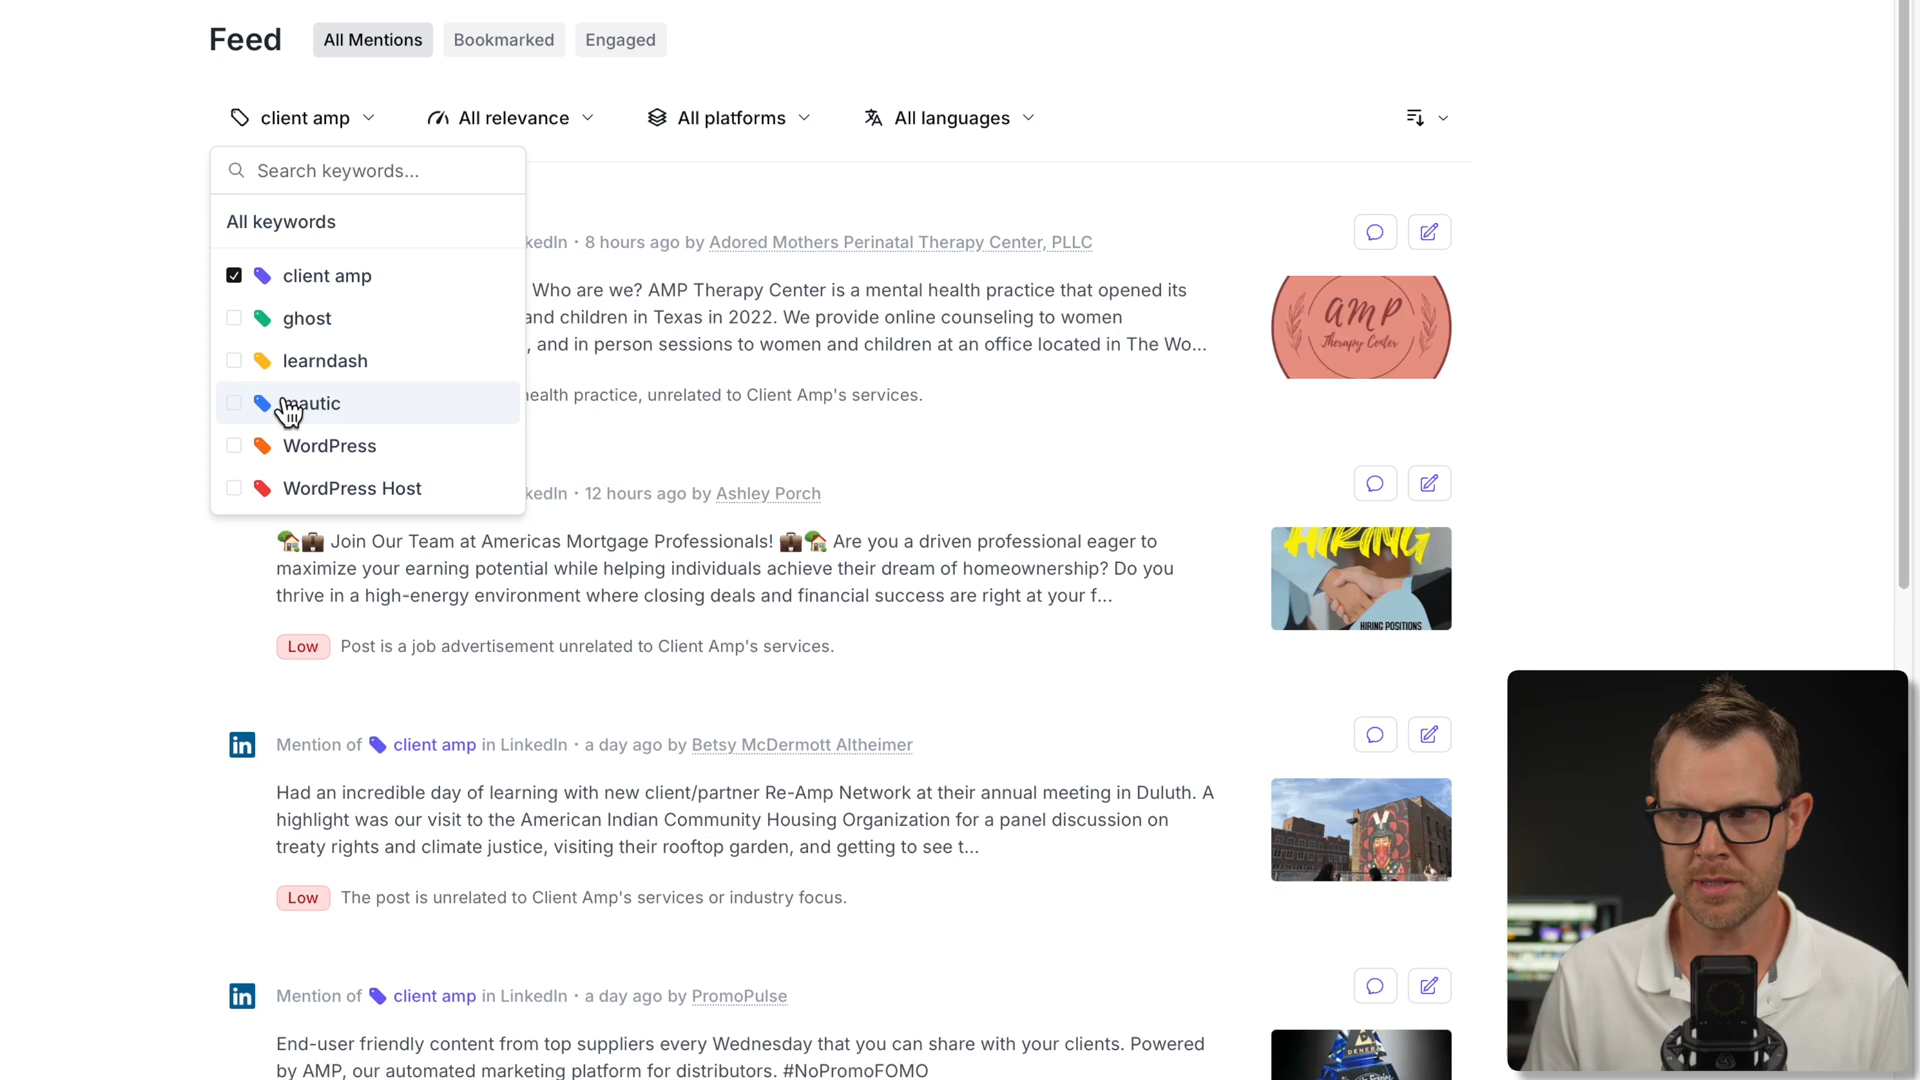 Feed
All Mentions
Bookmarked
Engaged
client amp
All relevance
All platforms
All languages
Search keywords...
All keywords
client amp
ghost
learndash
WordPress
WordPress Host
8 hours ago by Adored Mothers Perinatal Therapy Center, PLLC
Who are we? AMP Therapy Center is a mental health practice that opened its
and children in Texas in 2022. We provide online counseling to women
, and in person sessions to women and children at an office located in The Wo...
AMP
Therapy Center
practice, unrelated to Client Amp's services.
12 hours ago by Ashley Porch
🏡💼 Join Our Team at Americas Mortgage Professionals! 💼🏡 Are you a driven professional eager to
maximize your earning potential while helping individuals achieve their dream of homeownership? Do you
thrive in a high-energy environment where closing deals and financial success are right at your f...
HIRING
HIRING POSITIONS
Low Post is a job advertisement unrelated to Client Amp's services.
in Mention of client amp in LinkedIn • a day ago by Betsy McDermott Altheimer
Had an incredible day of learning with new client/partner Re-Amp Network at their annual meeting in Duluth. A
highlight was our visit to the American Indian Community Housing Organization for a panel discussion on
treaty rights and climate justice, visiting their rooftop garden, and getting to see t...
Low The post is unrelated to Client Amp's services or industry focus.
in Mention of client amp in LinkedIn • a day ago by PromoPulse
End-user friendly content from top suppliers every Wednesday that you can share with your clients. Powered
by AMP, our automated marketing platform for distributors. #NoPromoFOMO